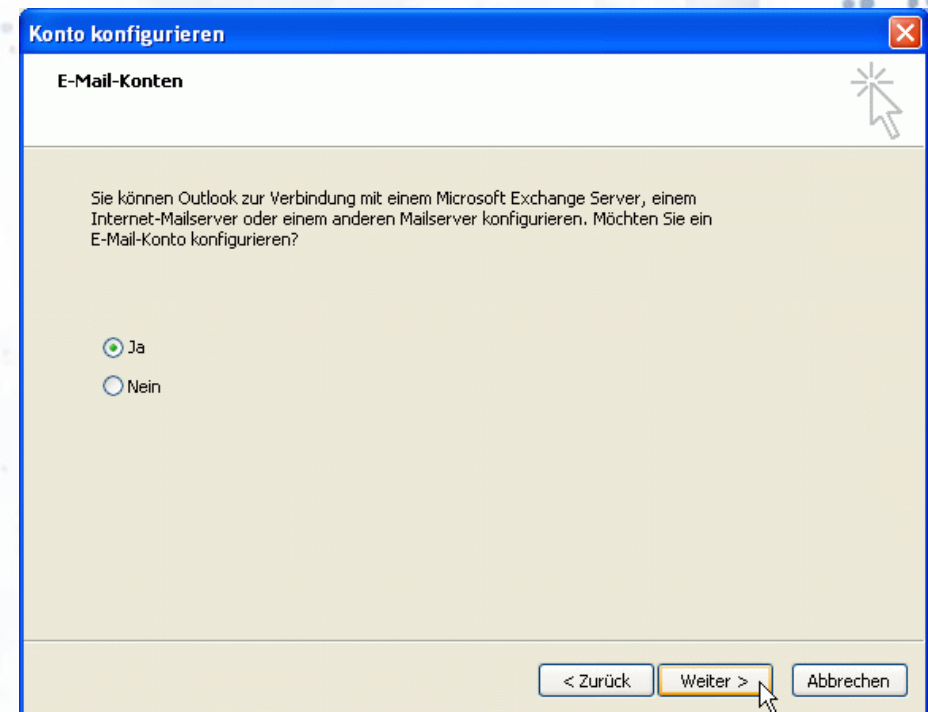 Konto konfigurieren
E-Mail-Konten
Sie können Outlook zur Verbindung mit einem Microsoft Exchange Server, einem
Internet-Mailserver oder einem anderen Mailserver konfigurieren. Möchten Sie ein
E-Mail-Konto konfigurieren?
Ja
Nein
< Zurück Weiter > Abbrechen